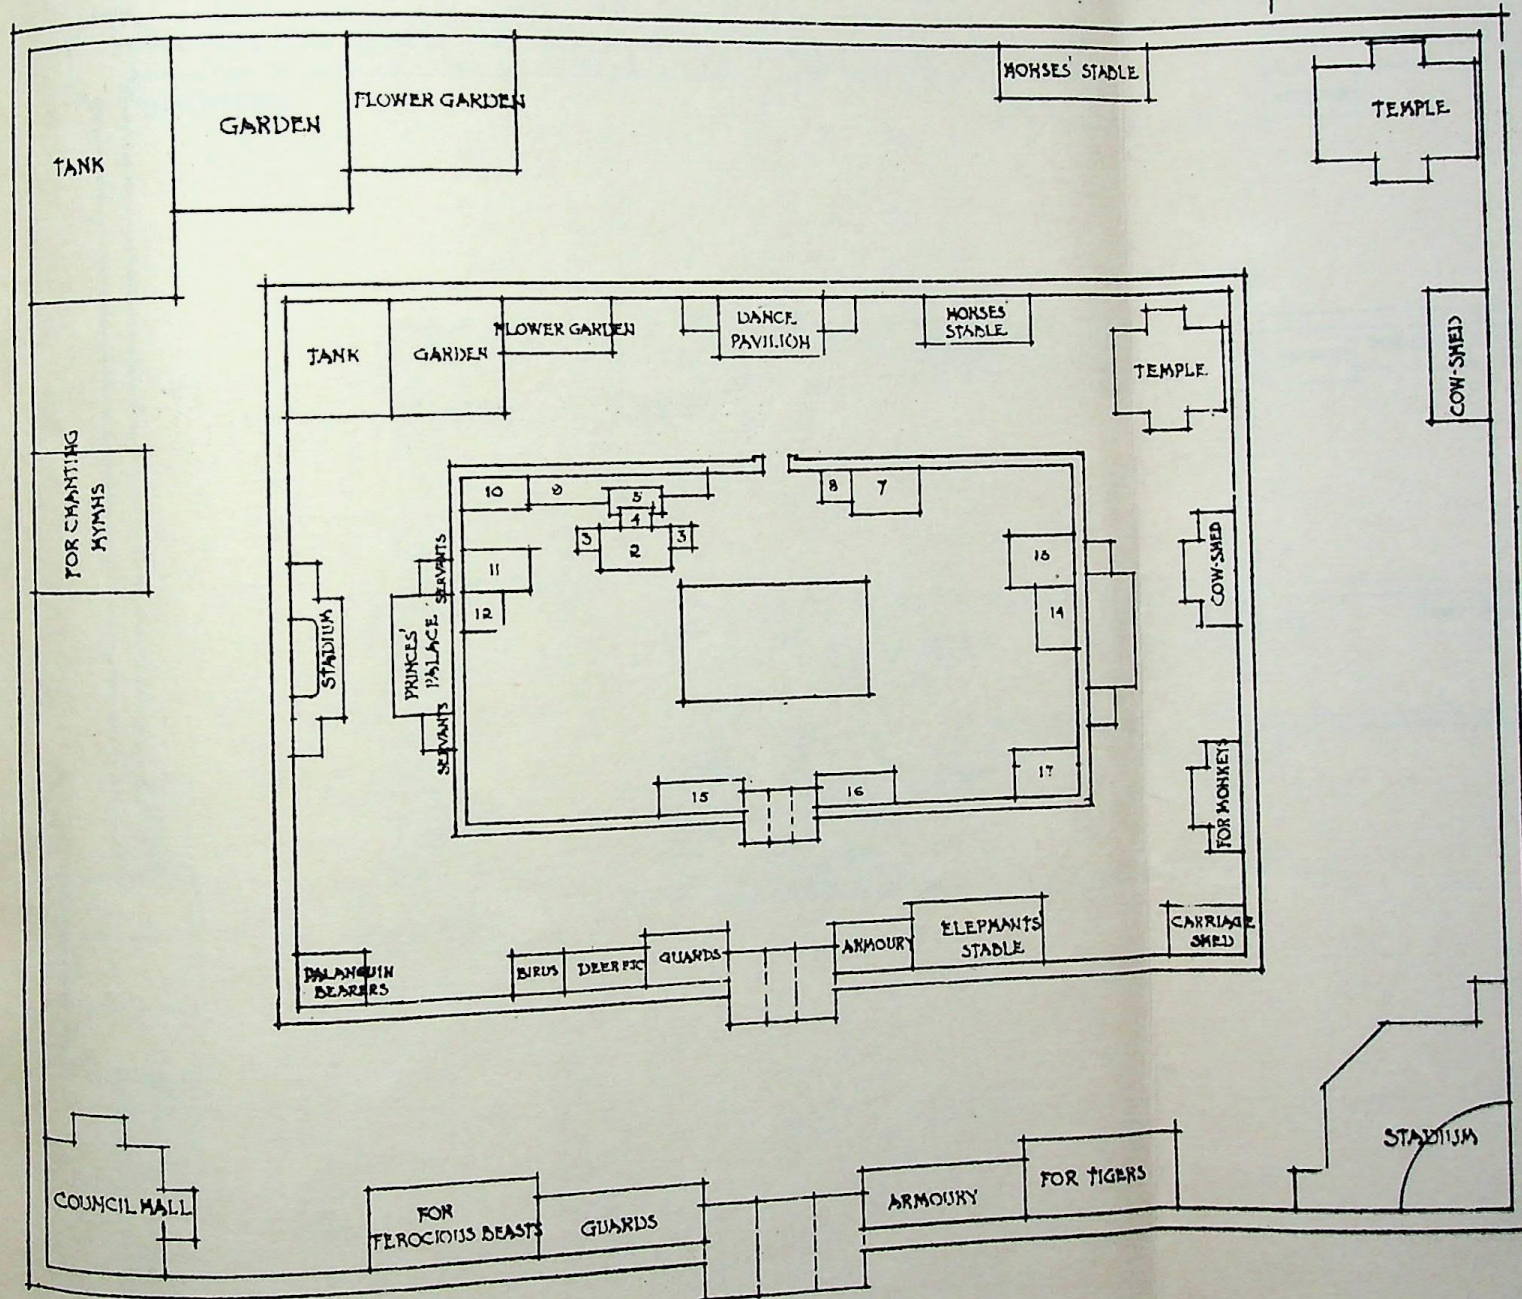 HORSES' STABLE
TEMPLE
FLOWER GARDEN
GARDEN
TANK
DANCE
PAVILION
HORSES'
STABLE
FLOWER GARDEN
TANK
GARDEN
TEMPLE
COW-SHED
FOR CHANTING
HYMNS
10
9
5
4
3
2
3
8
7
11
12
13
14
SERVANTS
PRINCES'
PALACE
SERVANTS
STADIUM
COW-SHED
FOR MONKEYS
15
16
17
PALANQUIN
BEARERS
BIRDS
DEER ETC
GUARDS
ARMOURY
ELEPHANTS'
STABLE
CARRIAGE
SHED
STADIUM
COUNCIL HALL
FOR
FEROCIOUS BEASTS
GUARDS
ARMOURY
FOR TIGERS